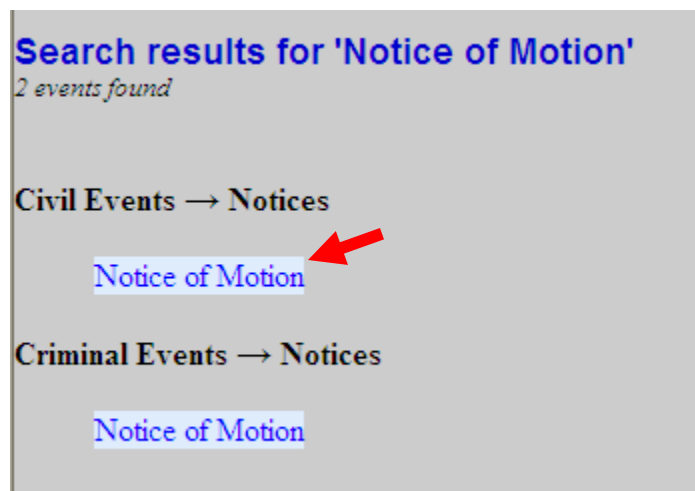 Search results for 'Notice of Motion'
2 events found
Civil Events → Notices
Notice of Motion
Criminal Events → Notices
Notice of Motion